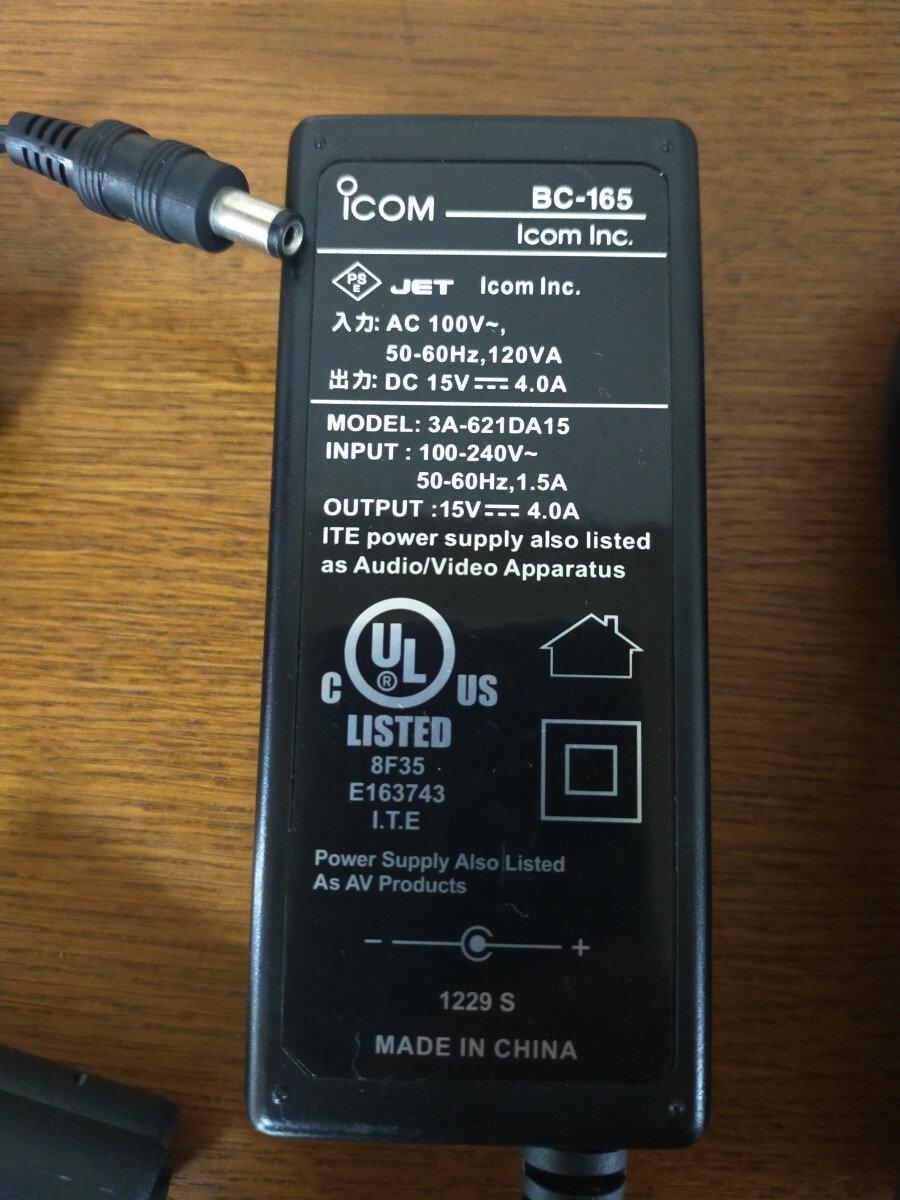 ICOM BC-165
Icom Inc.
PS E JET Icom Inc.
入力: AC 100V~,
50-60Hz,120VA
出力: DC 15V⎓ 4.0A
MODEL: 3A-621DA15
INPUT : 100-240V~
50-60Hz,1.5A
OUTPUT :15V⎓ 4.0A
ITE power supply also listed
as Audio/Video Apparatus
C UL® US
LISTED
8F35
E163743
I.T.E
Power Supply Also Listed
As AV Products
− +
1229 S
MADE IN CHINA